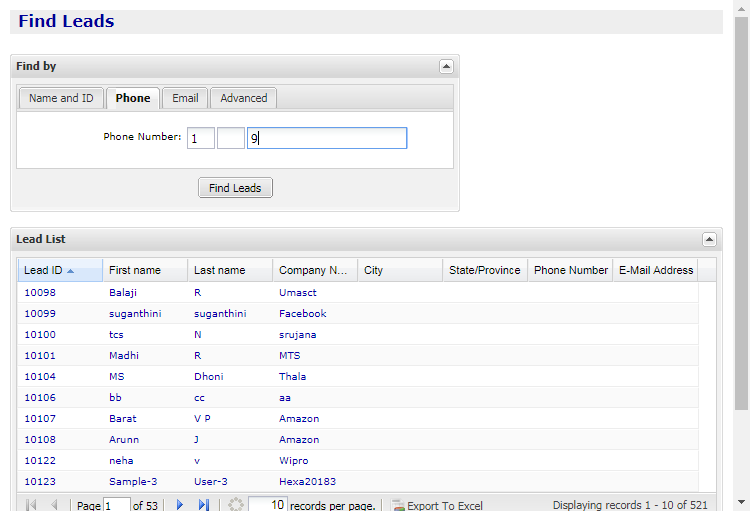 Find Leads
Find by
Name and ID Phone Email Advanced
Phone Number: 1 9
Find Leads
Lead List
Lead ID First name Last name Company N... City State/Province Phone Number E-Mail Address
10098 Balaji R Umasct
10099 suganthini suganthini Facebook
10100 tcs N srujana
10101 Madhi R MTS
10104 MS Dhoni Thala
10106 bb cc aa
10107 Barat V P Amazon
10108 Arunn J Amazon
10122 neha v Wipro
10123 Sample-3 User-3 Hexa20183
Page 1 of 53 10 records per page. Export To Excel Displaying records 1 - 10 of 521